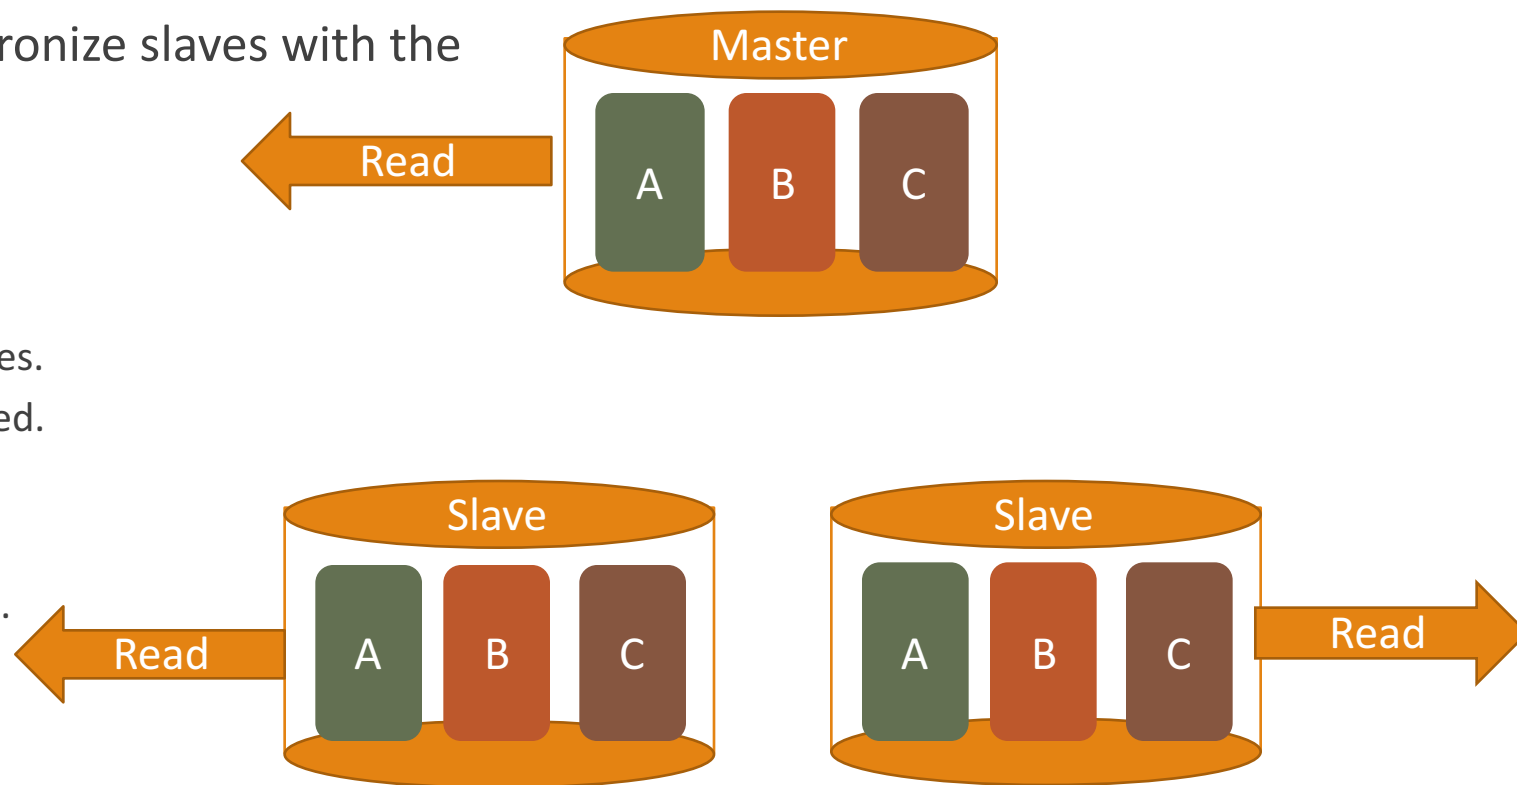 ronize slaves with the
Master
Read
A B C
es.
ed.
Slave
Slave
.
Read
A B C
A B C
Read